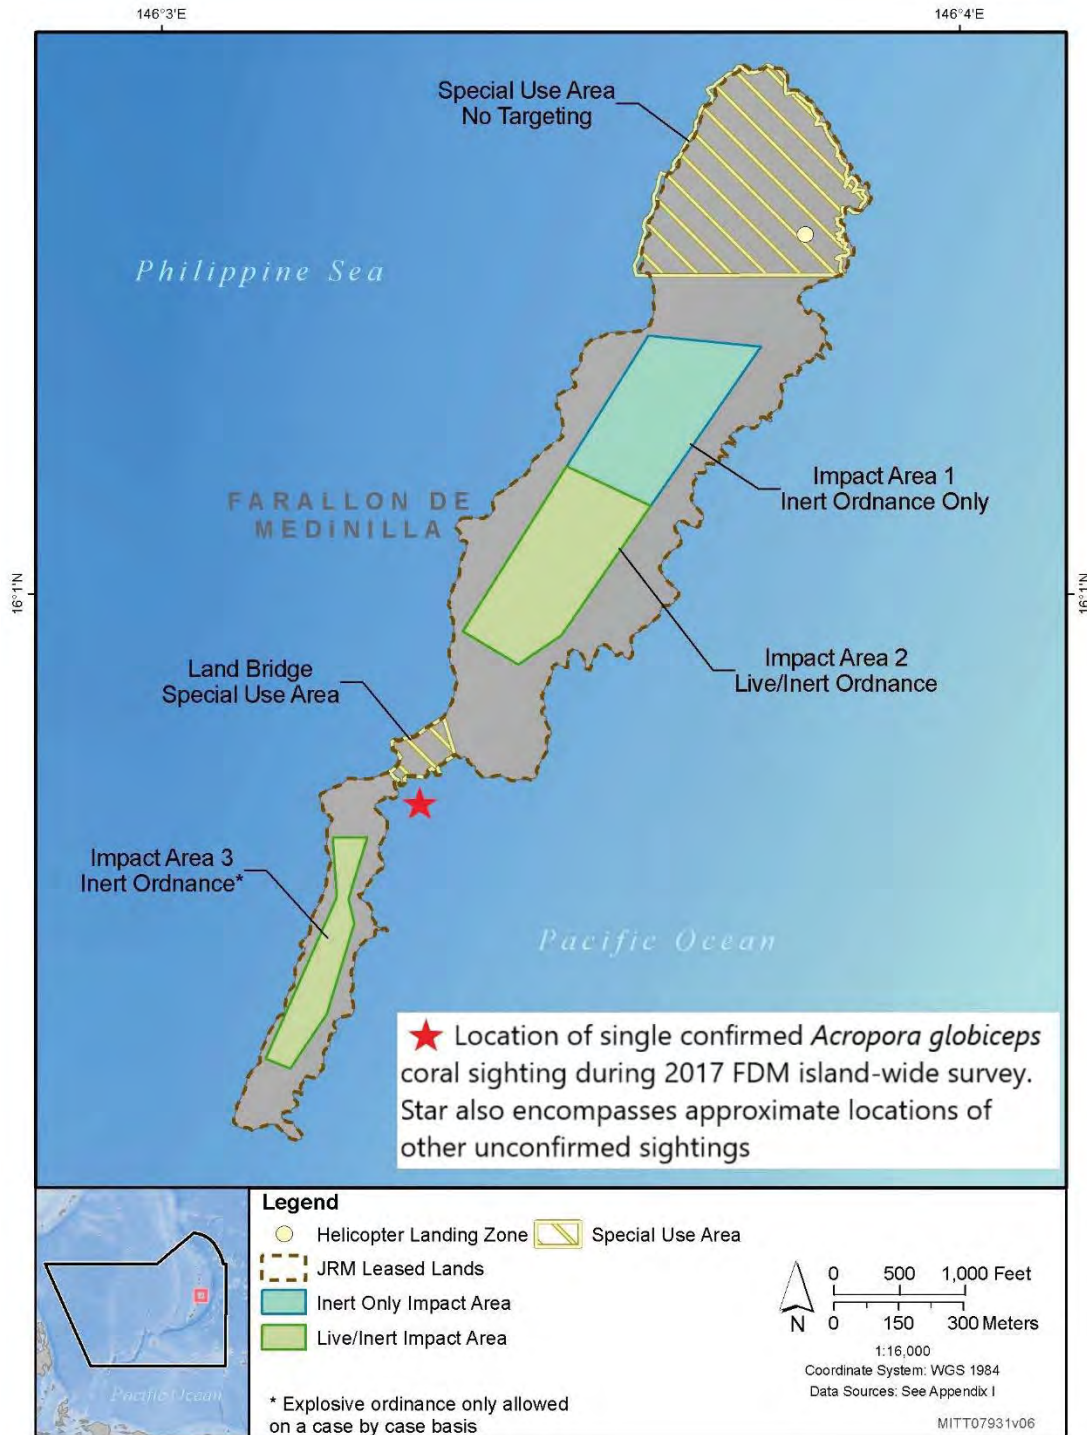 146°3'E
146°4'E
Special Use Area
No Targeting
Philippine Sea
Impact Area 1
Inert Ordnance Only
FARALLON DE
MEDINILLA
16°1'N
16°1'N
Impact Area 2
Live/Inert Ordnance
Land Bridge
Special Use Area
Impact Area 3
Inert Ordnance*
Pacific Ocean
Location of single confirmed Acropora globiceps
coral sighting during 2017 FDM island-wide survey.
Star also encompasses approximate locations of
other unconfirmed sightings
Legend
Helicopter Landing Zone
Special Use Area
JRM Leased Lands
Inert Only Impact Area
Live/Inert Impact Area
* Explosive ordinance only allowed
on a case by case basis
0 500 1,000 Feet
0 150 300 Meters
N
1:16,000
Coordinate System: WGS 1984
Data Sources: See Appendix I
MITT07931v06
Pacific Ocean